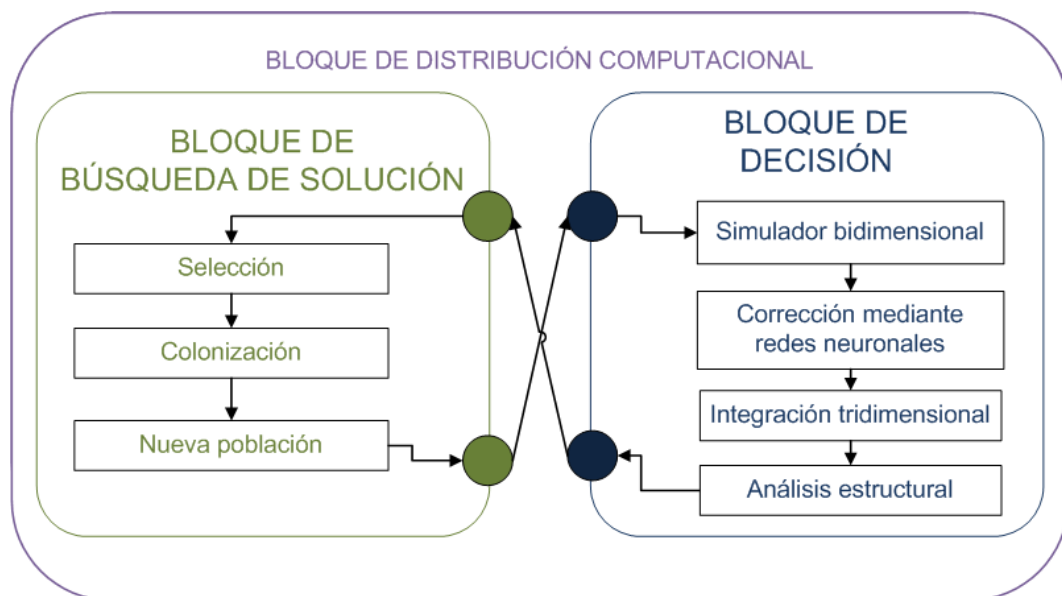 BLOQUE DE DISTRIBUCIÓN COMPUTACIONAL
BLOQUE DE
BÚSQUEDA DE SOLUCIÓN
Selección
Colonización
Nueva población
BLOQUE DE
DECISIÓN
Simulador bidimensional
Corrección mediante
redes neuronales
Integración tridimensional
Análisis estructural